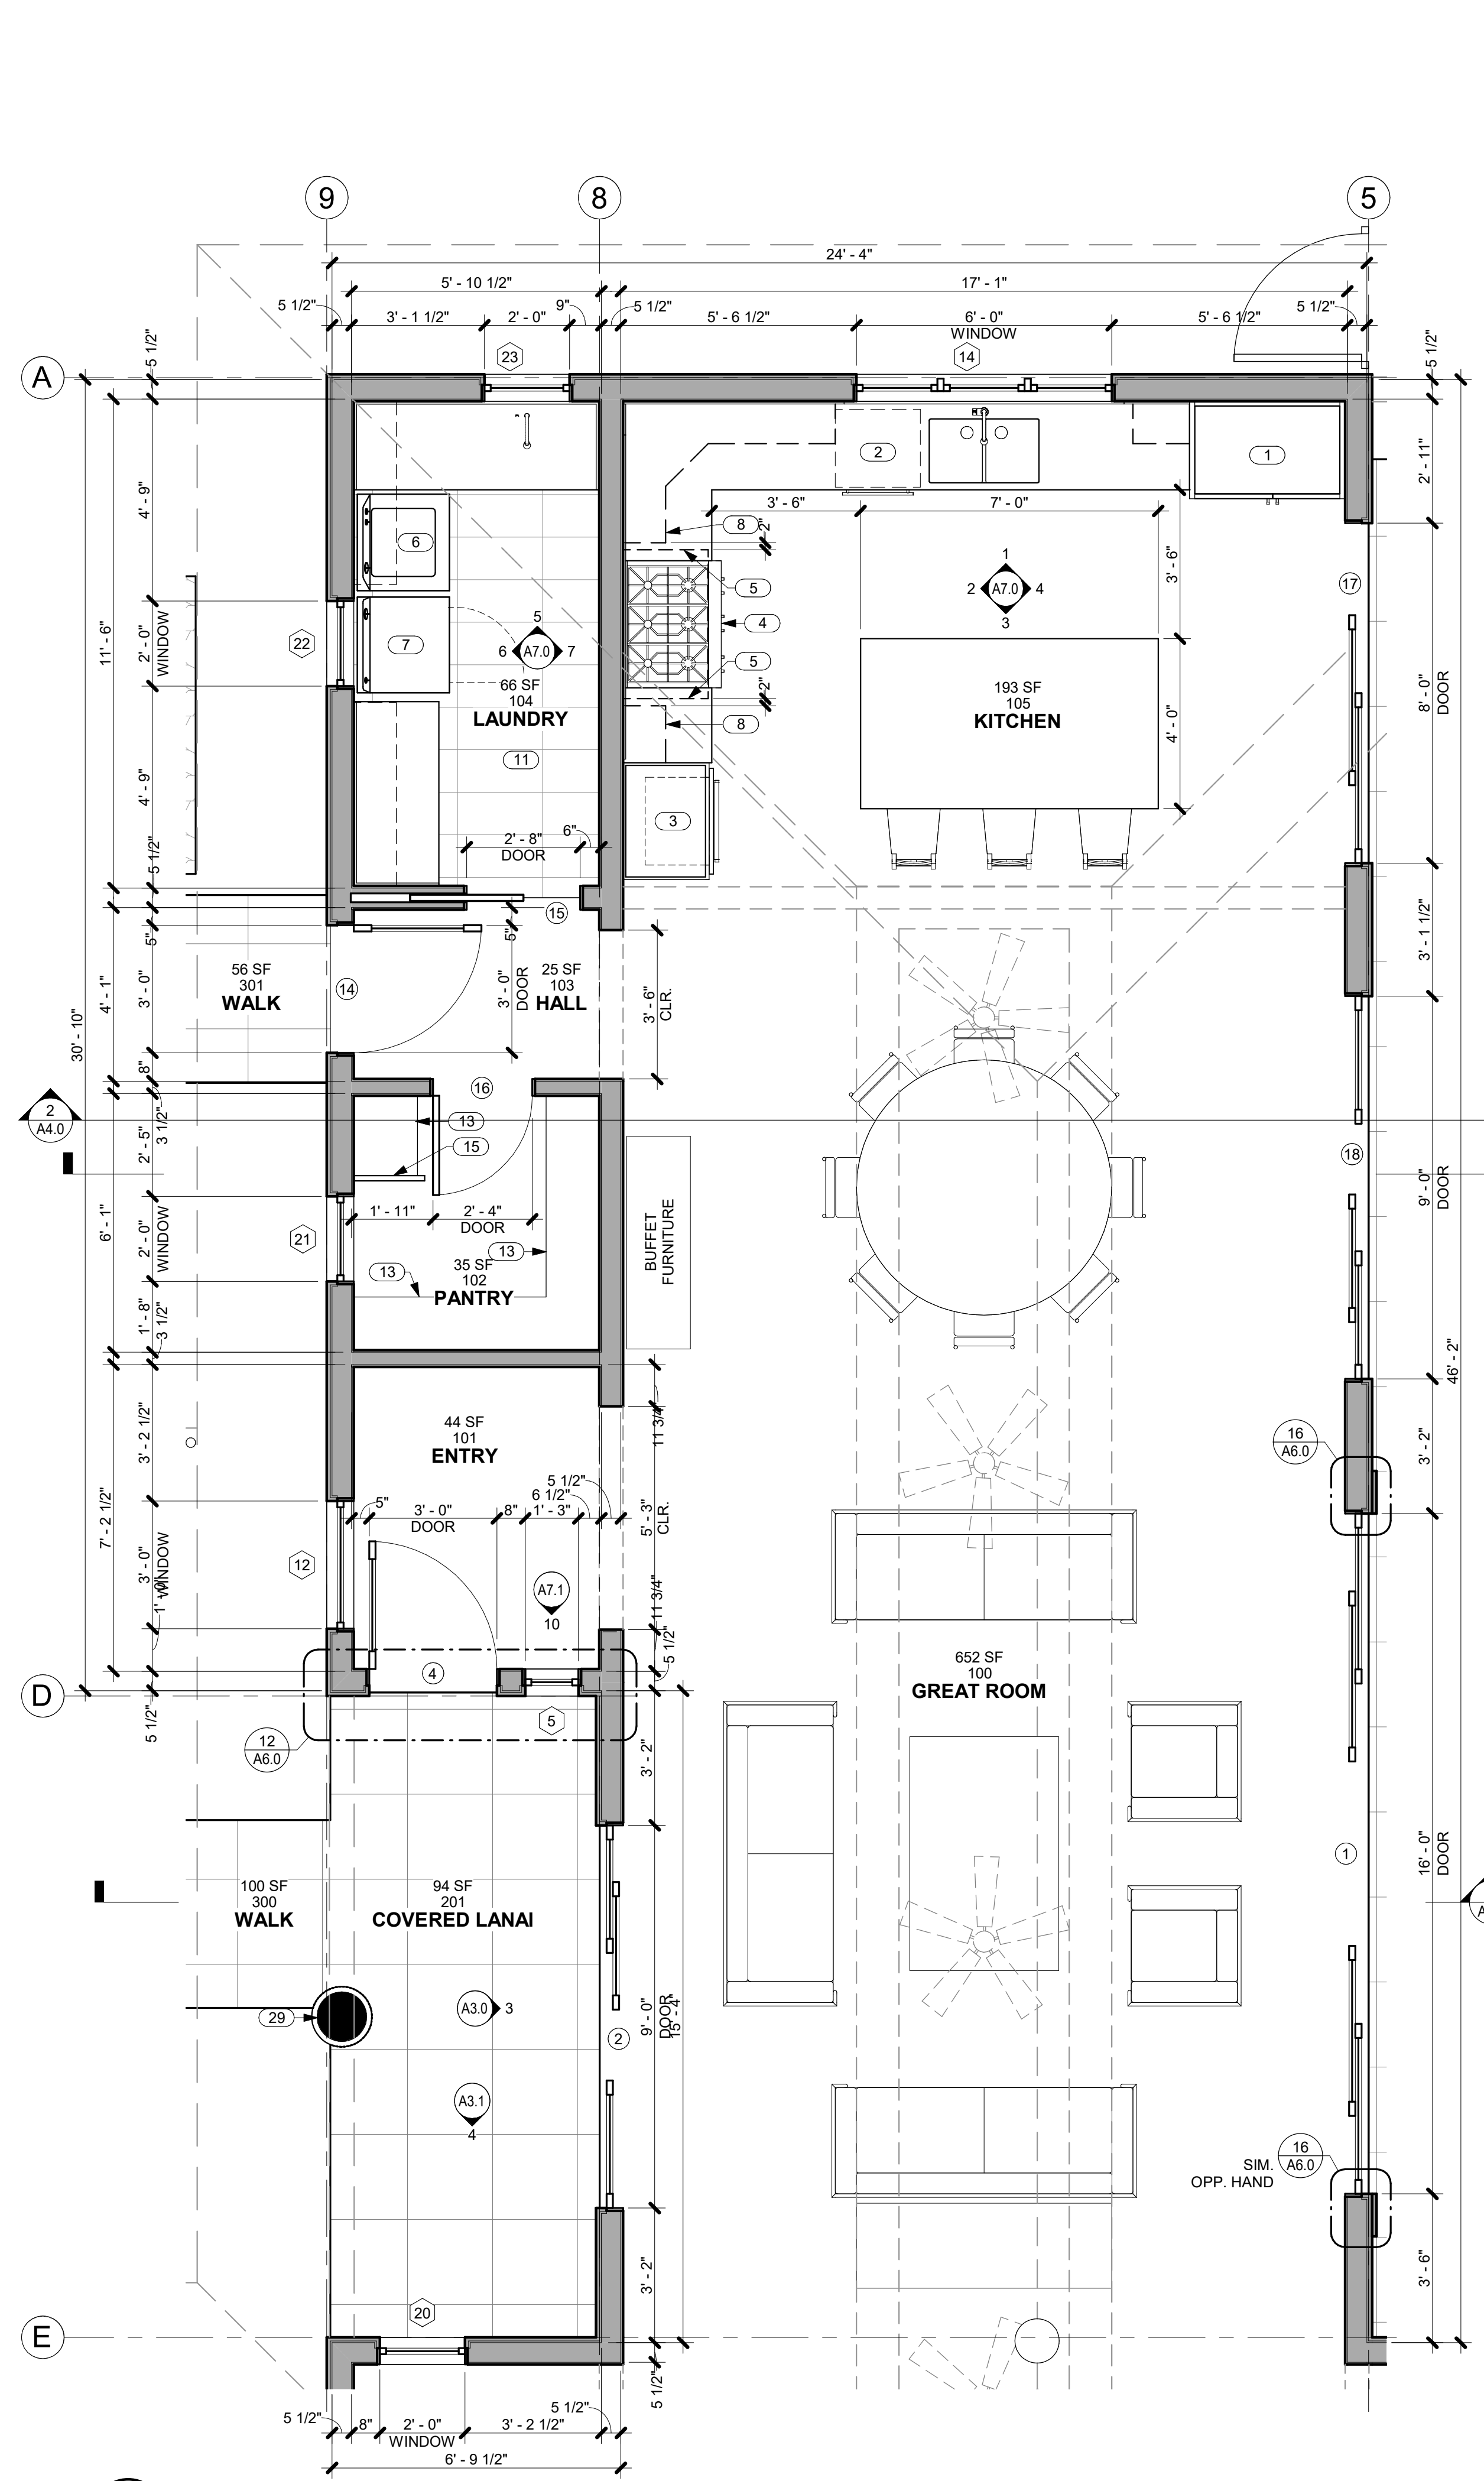 9
8
5
24' - 4"
5' - 10 1/2"
17' - 1"
5 1/2"
3' - 1 1/2"
2' - 0"
9"
5 1/2"
5' - 6 1/2"
6' - 0"
WINDOW
5' - 6 1/2"
5 1/2"
23
14
A
5 1/2"
5 1/2"
4' - 9"
11' - 6"
2' - 0"
WINDOW
22
4' - 9"
5 1/2"
6
7
5
6 A7.0 7
66 SF
104
LAUNDRY
11
2' - 8"
DOOR
6"
15
2
1
3' - 6"
7' - 0"
8
2"
5
4
5
2"
8
3
1
2 A7.0 4
3
3' - 6"
193 SF
105
KITCHEN
4' - 0"
2' - 11"
17
8' - 0"
DOOR
3' - 1 1/2"
5"
4' - 1"
3' - 0"
8"
30' - 10"
56 SF
301
WALK
14
5"
3' - 0"
DOOR
25 SF
103
HALL
3' - 6"
CLR.
16
2
A4.0
3 1/2"
2' - 5"
6' - 1"
2' - 0"
WINDOW
21
1' - 8"
3 1/2"
13
15
1' - 11"
2' - 4"
DOOR
13
13
35 SF
102
PANTRY
BUFFET
FURNITURE
18
9' - 0"
DOOR
46' - 2"
3' - 2"
16
A6.0
3' - 2 1/2"
7' - 2 1/2"
3' - 0"
WINDOW
1' - 0"
12
44 SF
101
ENTRY
5"
3' - 0"
DOOR
8"
1' - 3"
6 1/2"
5 1/2"
11 3/4"
5' - 3"
CLR.
11 3/4"
5 1/2"
A7.1
10
4
D
5 1/2"
5
12
A6.0
652 SF
100
GREAT ROOM
3' - 2"
100 SF
300
WALK
94 SF
201
COVERED LANAI
29
A3.0 3
2
9' - 0"
DOOR
15' - 4"
1
16' - 0"
DOOR
A
A3.1
4
16
A6.0
SIM.
OPP. HAND
3' - 2"
3' - 6"
20
E
5 1/2"
5 1/2"
8"
2' - 0"
WINDOW
3' - 2 1/2"
5 1/2"
6' - 9 1/2"